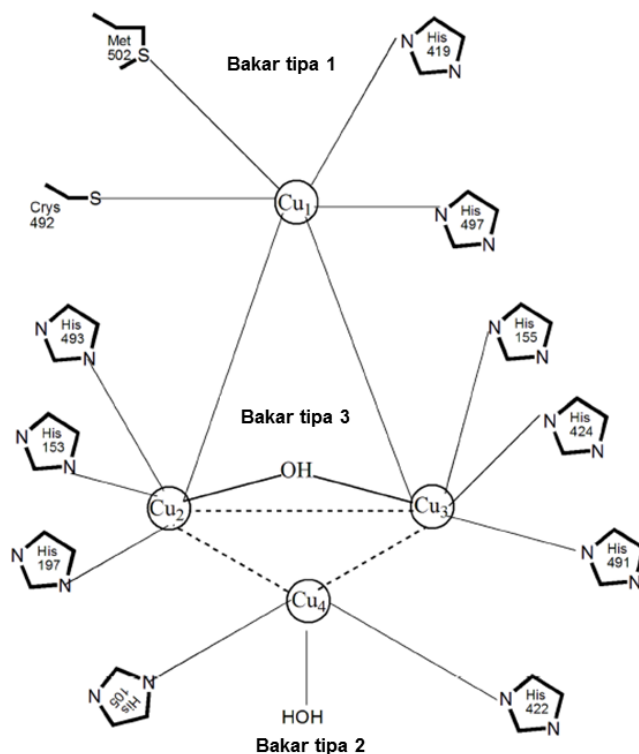 Met
502
S
Bakar tipa 1
N
His
419
N
Crys
492
S
Cu1
N
His
497
N
N
His
493
N
N
His
155
N
N
His
153
N
Bakar tipa 3
N
His
424
N
OH
Cu2
Cu3
N
His
197
N
N
His
491
N
Cu4
N
His
105
N
HOH
N
His
422
N
Bakar tipa 2